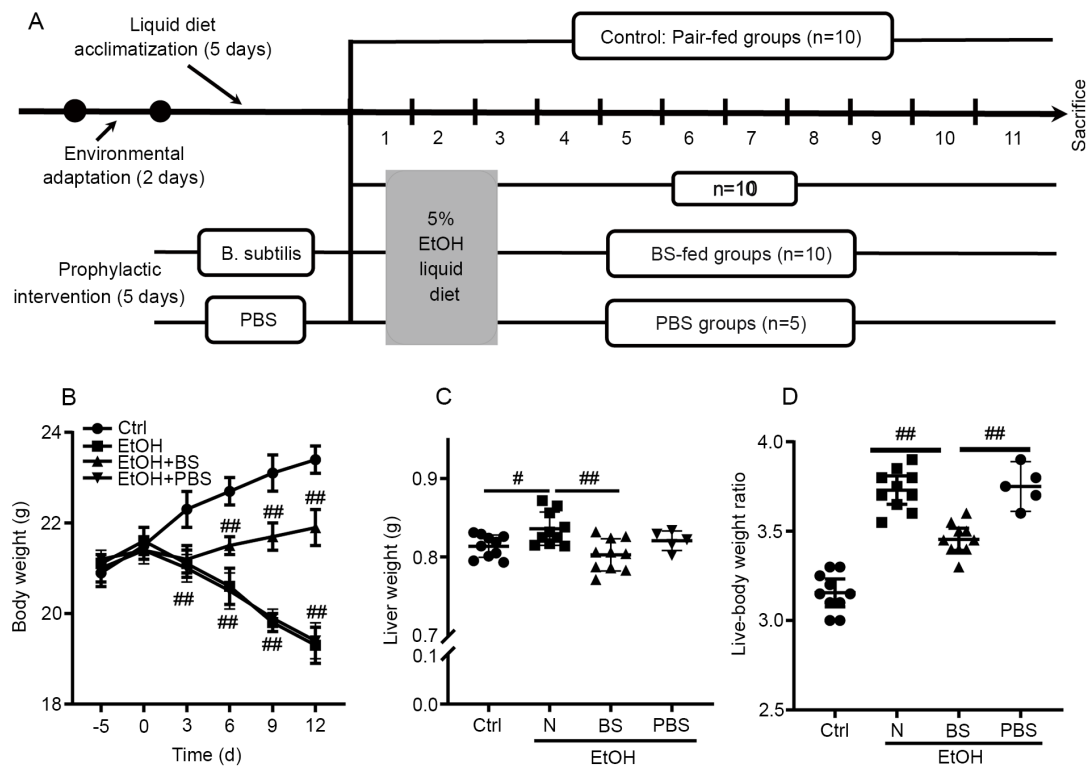 A
Liquid diet
acclimatization (5 days)
Control: Pair-fed groups (n=10)
Sacrifice
1 2 3 4 5 6 7 8 9 10 11
Environmental
adaptation (2 days)
n=10
5%
EtOH
liquid
diet
B. subtilis
BS-fed groups (n=10)
Prophylactic
intervention (5 days)
PBS
PBS groups (n=5)
B
Ctrl
EtOH
EtOH+BS
EtOH+PBS
24
22
20
18
Body weight (g)
## ## ##
## ## ## ##
-5 0 3 6 9 12
Time (d)
C
0.9
0.8
0.7
0.1
0.0
Liver weight (g)
# ##
Ctrl N BS PBS
EtOH
D
4.0
3.5
3.0
2.5
Live-body weight ratio
## ##
Ctrl N BS PBS
EtOH